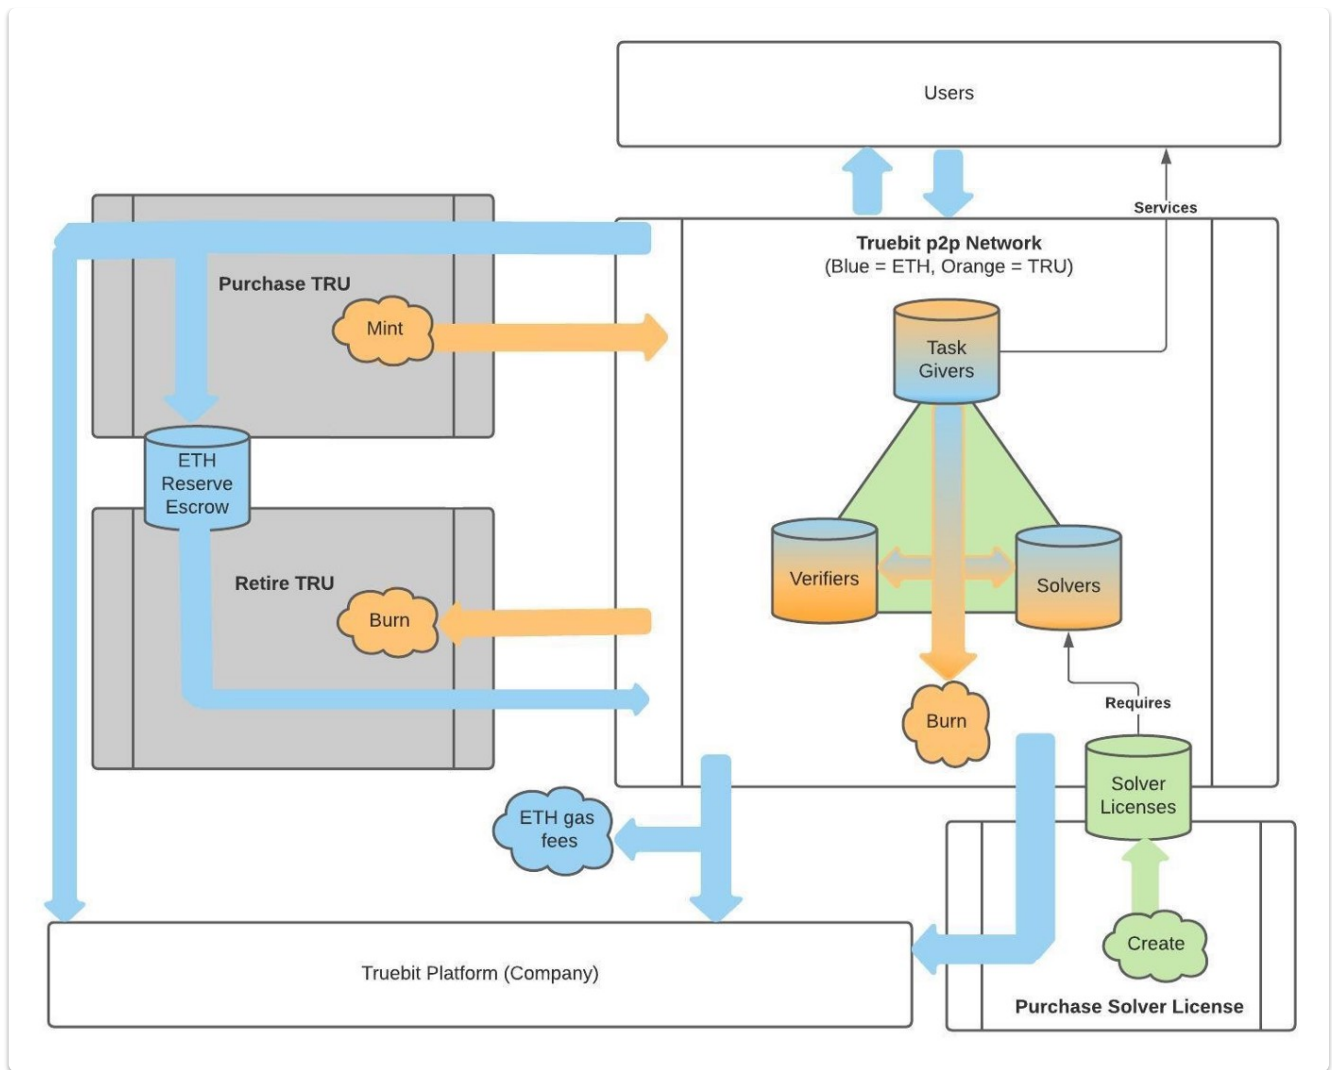 Users
Services
Truebit p2p Network
(Blue = ETH, Orange = TRU)
Purchase TRU
Mint
Task
Givers
ETH
Reserve
Escrow
Retire TRU
Burn
Verifiers
Solvers
Requires
Burn
Solver
Licenses
ETH gas
fees
Create
Truebit Platform (Company)
Purchase Solver License